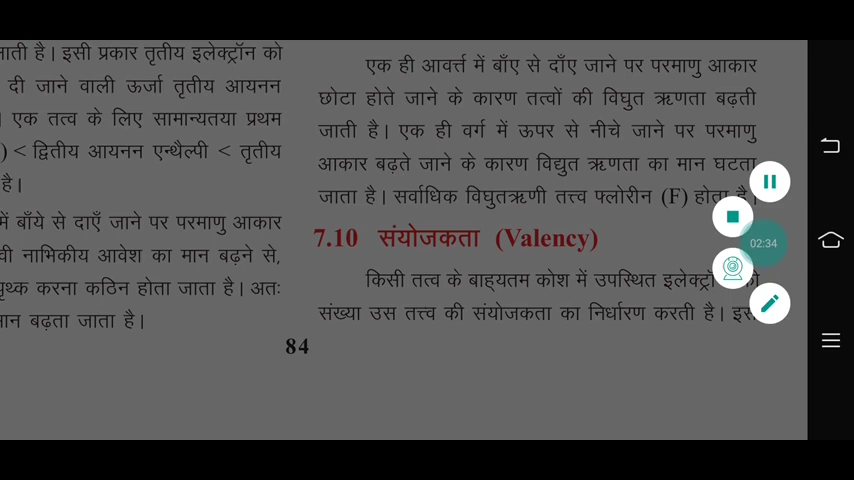 जाती है। इसी प्रकार तृतीय इलेक्ट्रॉन को
दी जाने वाली ऊर्जा तृतीय आयनन
एक तत्व के लिए सामान्यतया प्रथम
) < द्वितीय आयनन एन्थैल्पी < तृतीय
है।
में बाँये से दाएँ जाने पर परमाणु आकार
वी नाभिकीय आवेश का मान बढ़ने से,
पृथ्क करना कठिन होता जाता है। अतः
मान बढ़ता जाता है।
84
एक ही आवर्त्त में बाँए से दाँए जाने पर परमाणु आकार
छोटा होते जाने के कारण तत्वों की विघुत ऋणता बढ़ती
जाती है। एक ही वर्ग में ऊपर से नीचे जाने पर परमाणु
आकार बढ़ते जाने के कारण विद्युत ऋणता का मान घटता
जाता है। सर्वाधिक विघुतऋणी तत्त्व फ्लोरीन (F) होता है।
7.10 संयोजकता (Valency)
किसी तत्व के बाह्यतम कोश में उपस्थित इलेक्ट्रॉनों की
संख्या उस तत्त्व की संयोजकता का निर्धारण करती है। इस
02:34